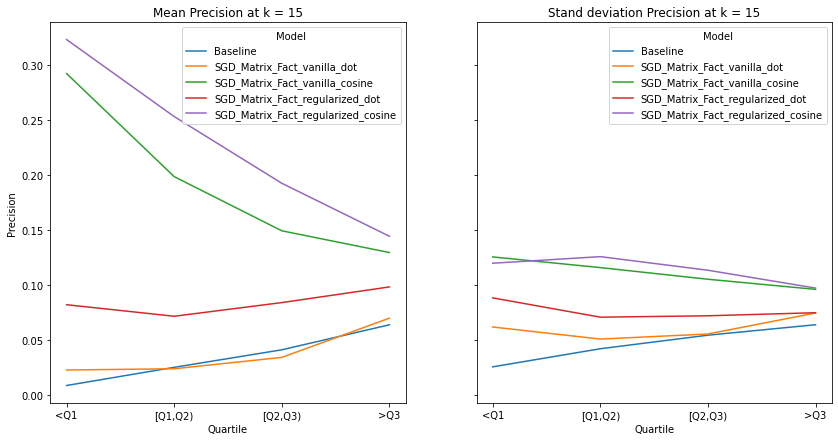 Mean Precision at k = 15
Model
Baseline
SGD_Matrix_Fact_vanilla_dot
SGD_Matrix_Fact_vanilla_cosine
SGD_Matrix_Fact_regularized_dot
SGD_Matrix_Fact_regularized_cosine
0.30
0.25
0.20
0.15
0.10
0.05
0.00
Precision
<Q1
[Q1,Q2)
[Q2,Q3)
>Q3
Quartile
Stand deviation Precision at k = 15
Model
Baseline
SGD_Matrix_Fact_vanilla_dot
SGD_Matrix_Fact_vanilla_cosine
SGD_Matrix_Fact_regularized_dot
SGD_Matrix_Fact_regularized_cosine
<Q1
[Q1,Q2)
[Q2,Q3)
>Q3
Quartile